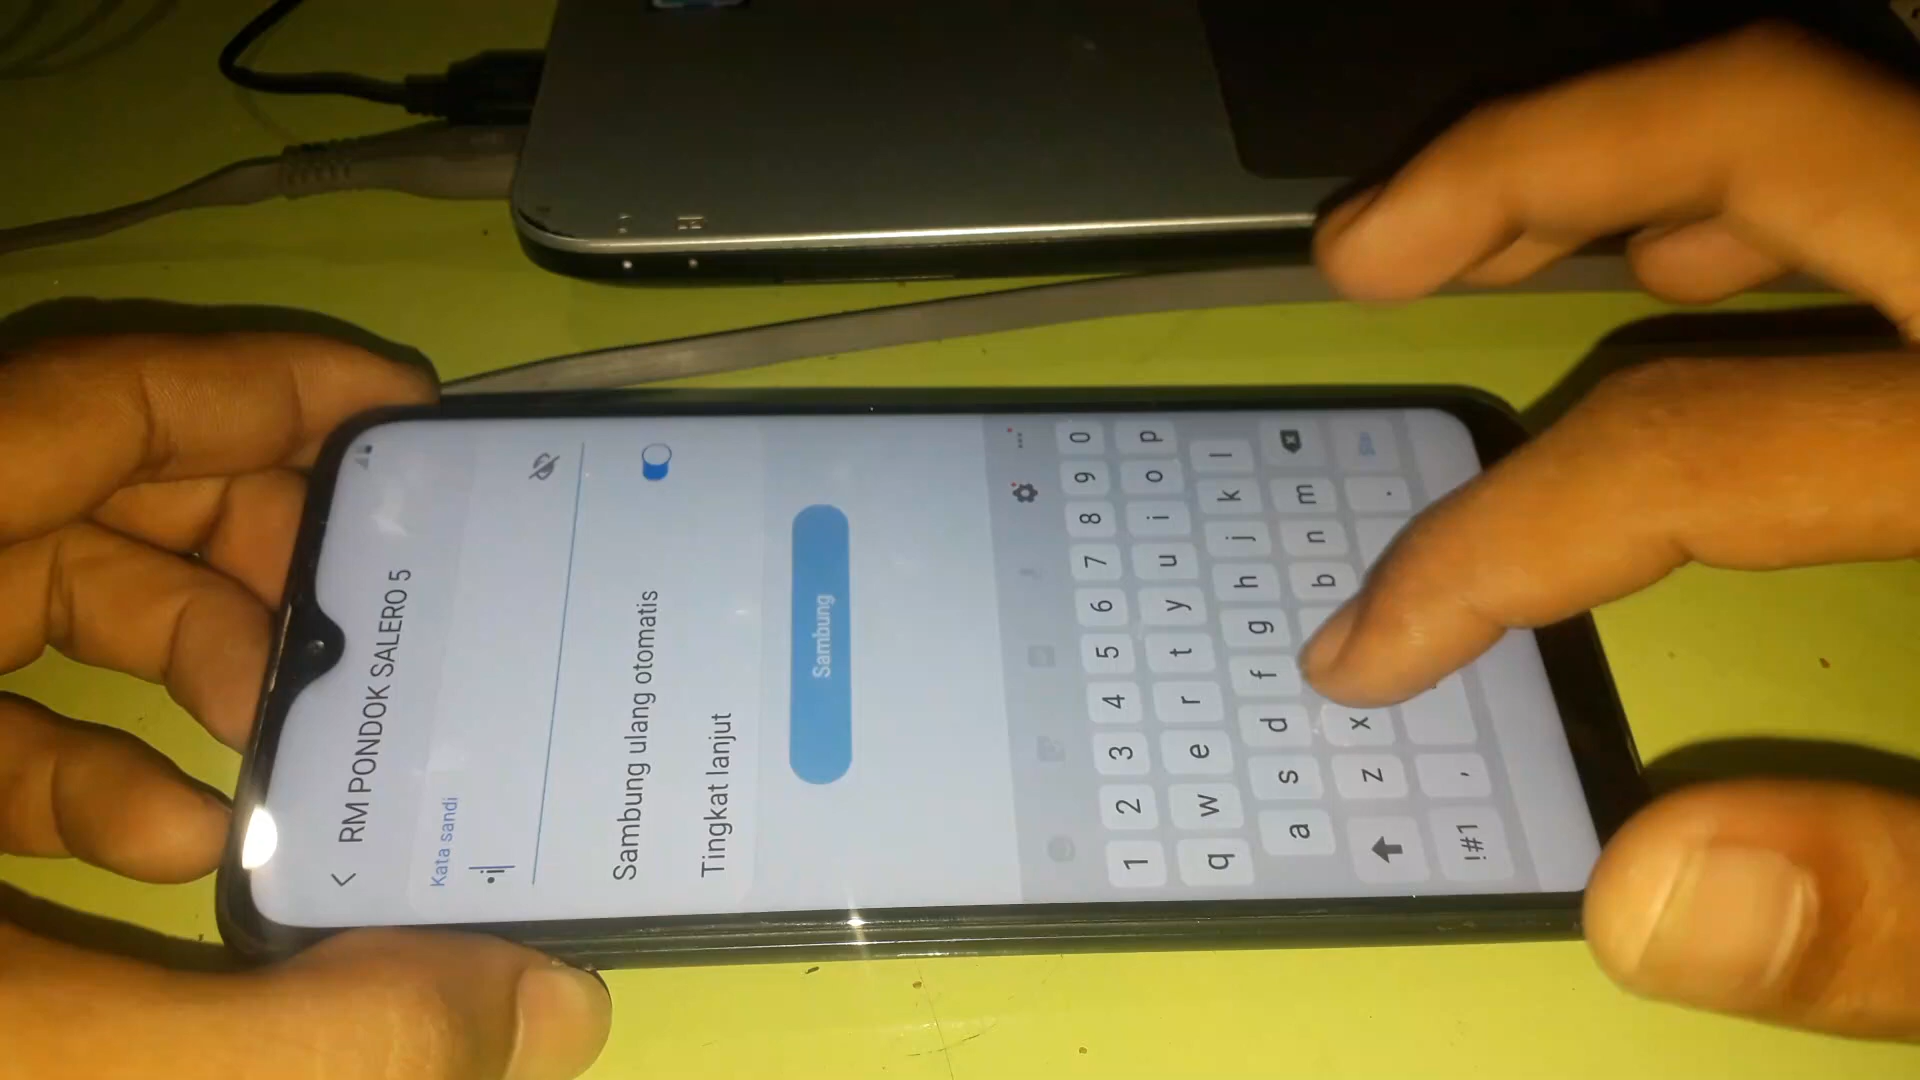 RM PONDOK SALERO 5
Kata sandi
•i
Sambung ulang otomatis
Tingkat lanjut
Sambung
1 2 3 4 5 6 7 8 9 0
q w e r t y u i o p
a s d f g h j k l
z x b n m
!#1 , .